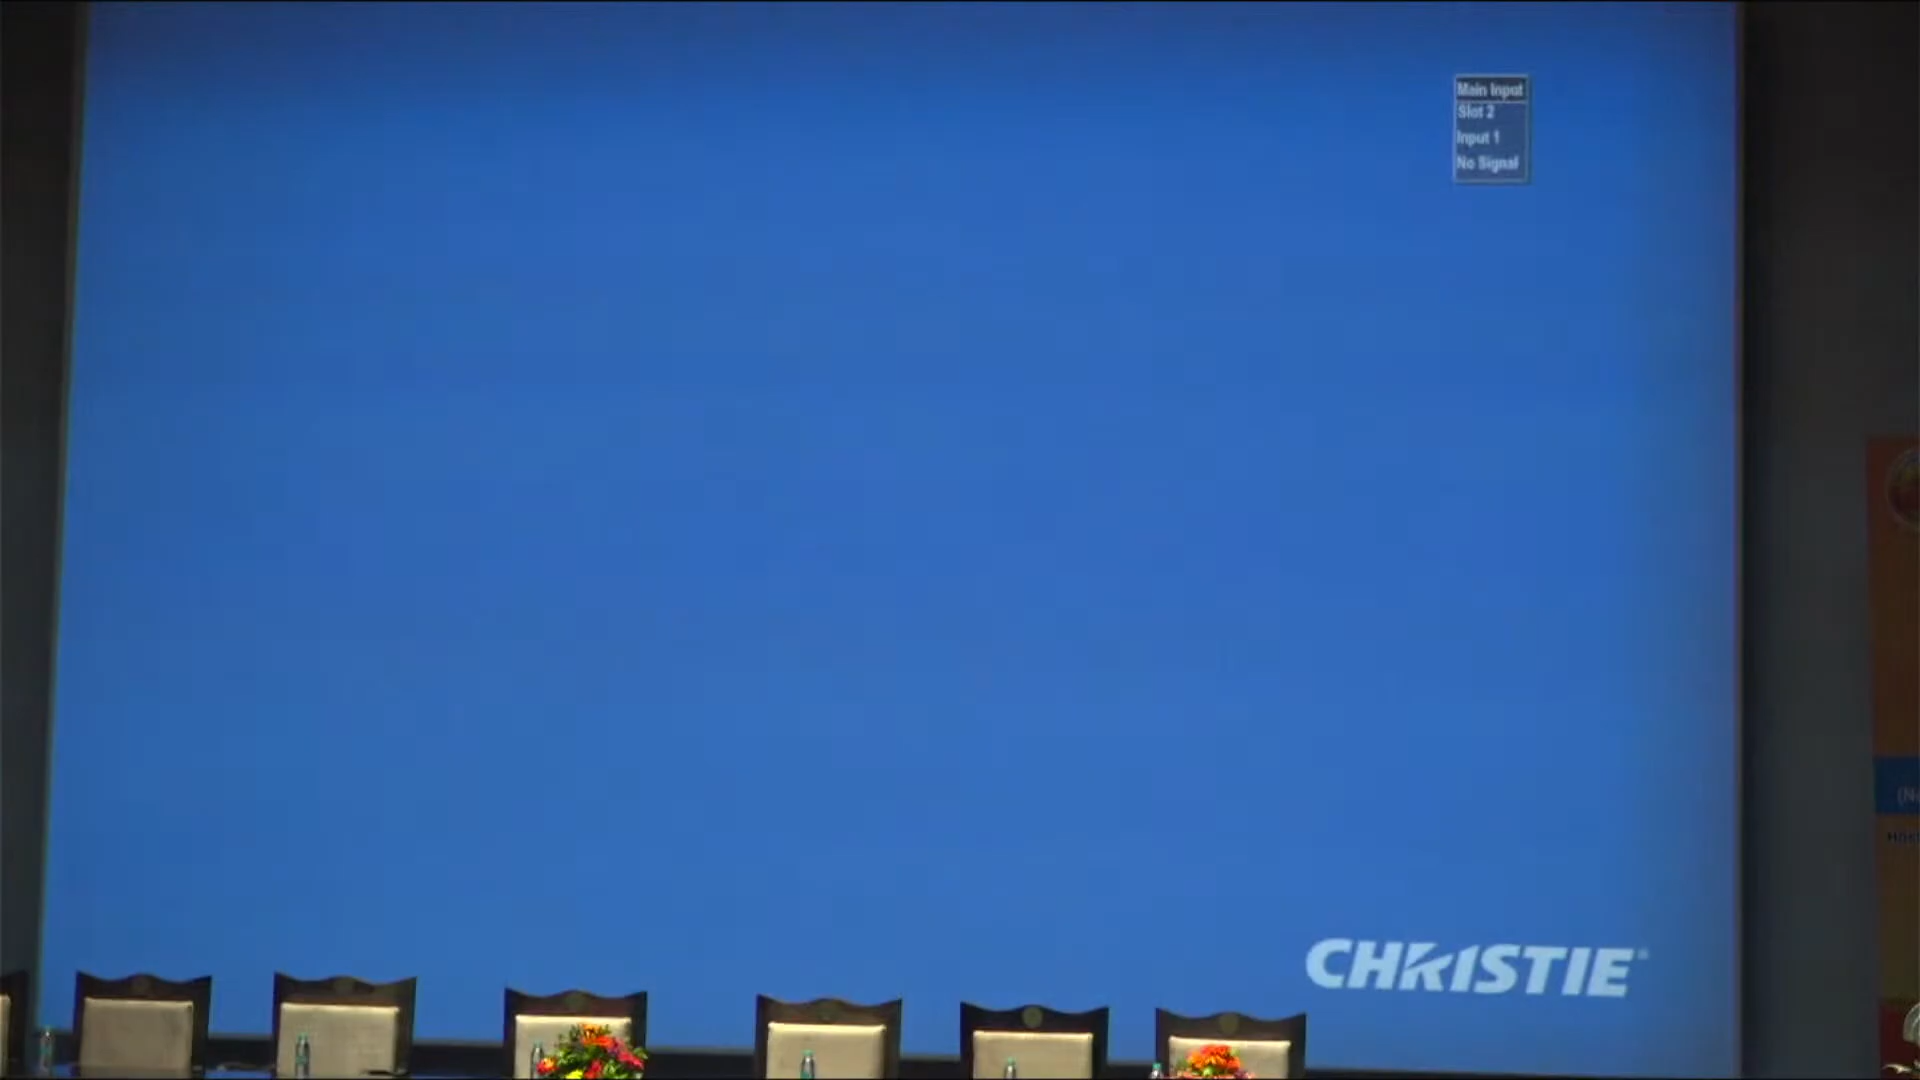 Main Input
Slot 2
Input 1
No Signal
CHRISTIE